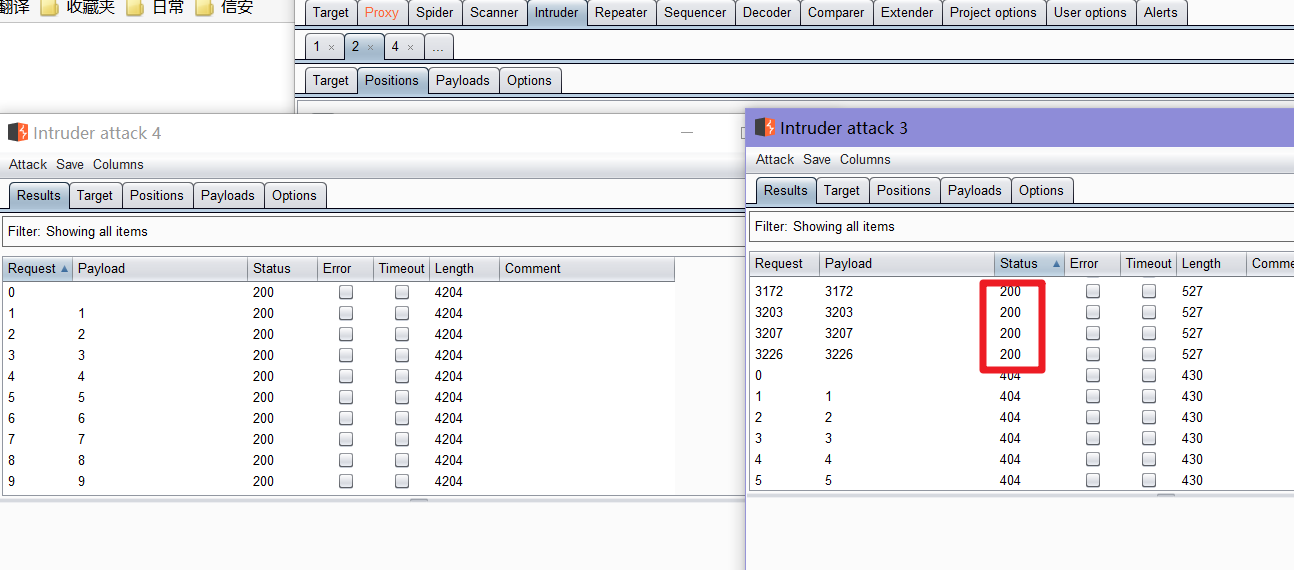 翻译 收藏夹 日常 信安
Target Proxy Spider Scanner Intruder Repeater Sequencer Decoder Comparer Extender Project options User options Alerts
1 × 2 × 4 × ...
Target Positions Payloads Options
Intruder attack 4
Attack Save Columns
Results Target Positions Payloads Options
Filter: Showing all items
Request Payload Status Error Timeout Length Comment
0 200 4204
1 1 200 4204
2 2 200 4204
3 3 200 4204
4 4 200 4204
5 5 200 4204
6 6 200 4204
7 7 200 4204
8 8 200 4204
9 9 200 4204
Intruder attack 3
Attack Save Columns
Results Target Positions Payloads Options
Filter: Showing all items
Request Payload Status Error Timeout Length Comme
3172 3172 200 527
3203 3203 200 527
3207 3207 200 527
3226 3226 200 527
0 404 430
1 1 404 430
2 2 404 430
3 3 404 430
4 4 404 430
5 5 404 430